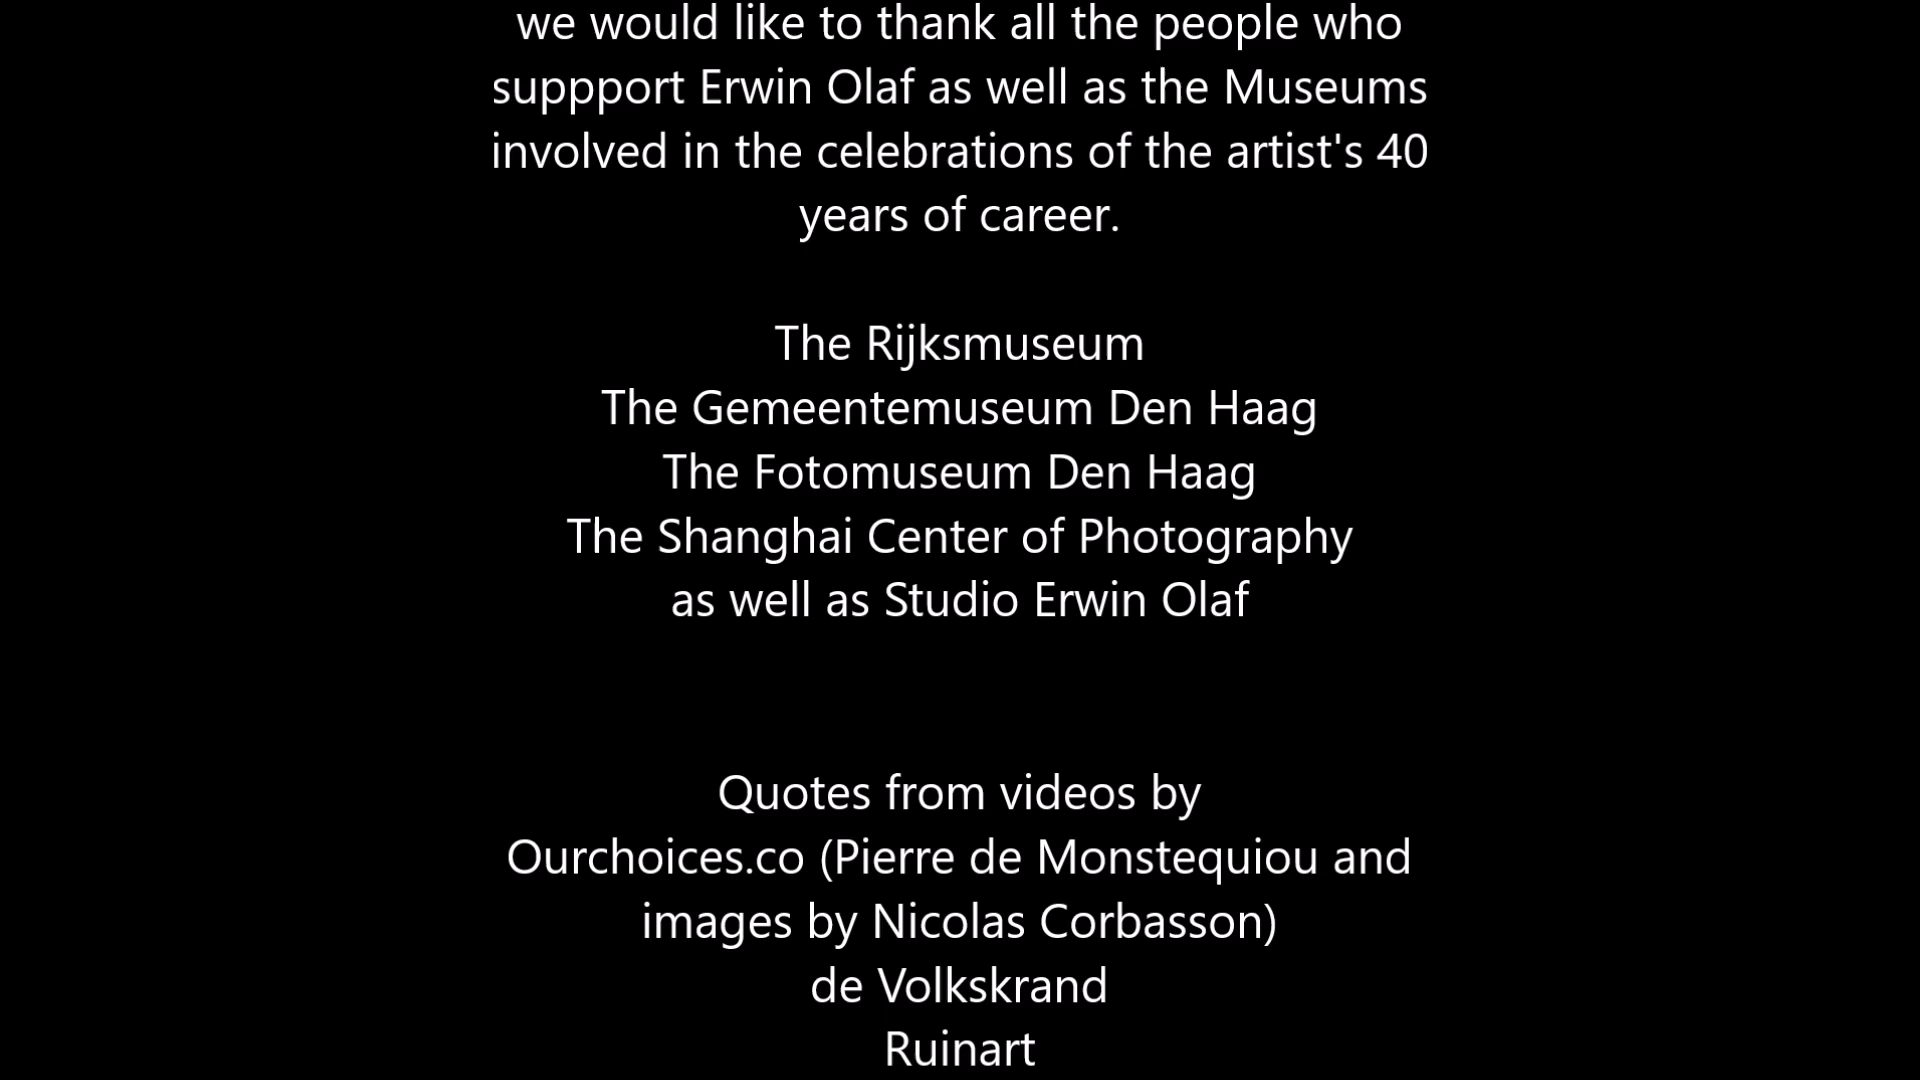 we would like to thank all the people who
suppport Erwin Olaf as well as the Museums
involved in the celebrations of the artist's 40
years of career.
The Rijksmuseum
The Gemeentemuseum Den Haag
The Fotomuseum Den Haag
The Shanghai Center of Photography
as well as Studio Erwin Olaf
Quotes from videos by
Ourchoices.co (Pierre de Monstequiou and
images by Nicolas Corbasson)
de Volkskrand
Ruinart